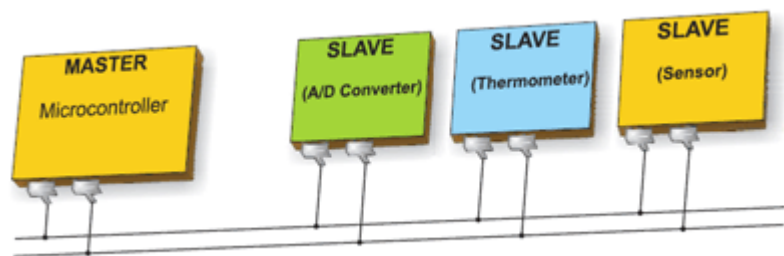 MASTER
Microcontroller
SLAVE
(A/D Converter)
SLAVE
(Thermometer)
SLAVE
(Sensor)